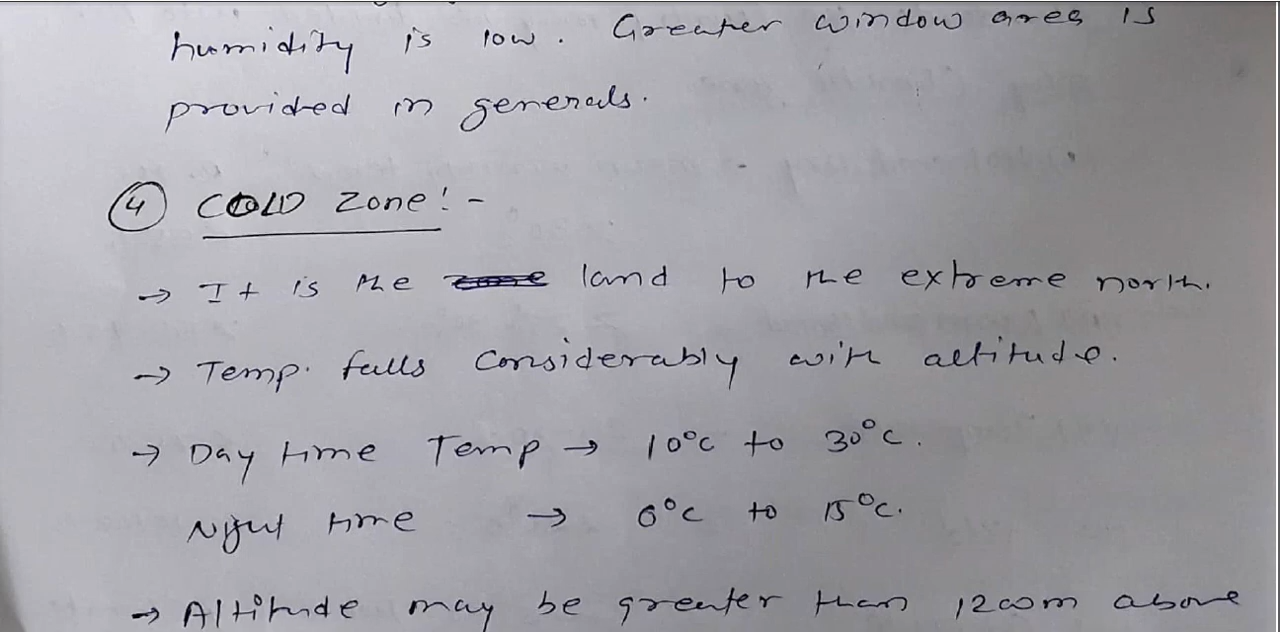 humidity is low. Greater window area is
provided in generals.
④ COLD Zone:-
→ It is the land to the extreme north.
→ Temp. falls considerably with altitude.
→ Day time Temp → 10°C to 30°C.
Night time → 0°C to 15°C.
→ Altitude may be greater than 1200m above